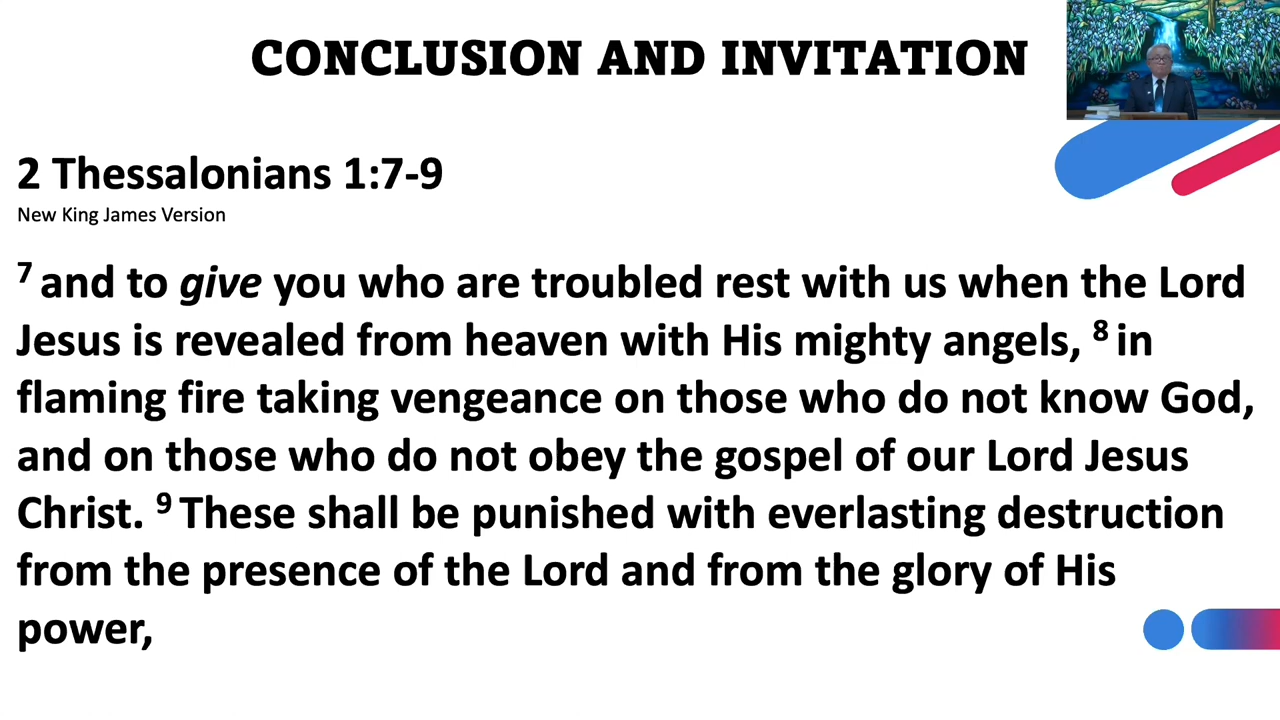 CONCLUSION AND INVITATION
2 Thessalonians 1:7-9
New King James Version
7 and to give you who are troubled rest with us when the Lord
Jesus is revealed from heaven with His mighty angels, 8 in
flaming fire taking vengeance on those who do not know God,
and on those who do not obey the gospel of our Lord Jesus
Christ. 9 These shall be punished with everlasting destruction
from the presence of the Lord and from the glory of His
power,